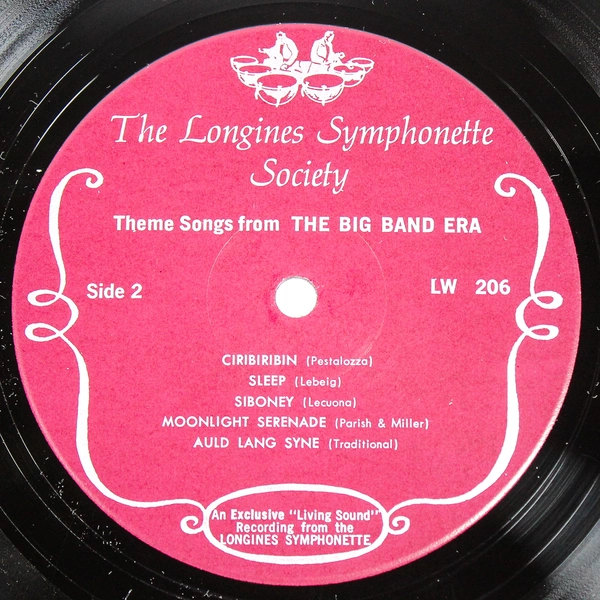 The Longines Symphonette
Society
Theme Songs from THE BIG BAND ERA
Side 2 LW 206
CIRIBIRIBIN (Pestalozza)
SLEEP (Lebeig)
SIBONEY (Lecuona)
MOONLIGHT SERENADE (Parish & Miller)
AULD LANG SYNE (Traditional)
An Exclusive "Living Sound"
Recording from the
LONGINES SYMPHONETTE